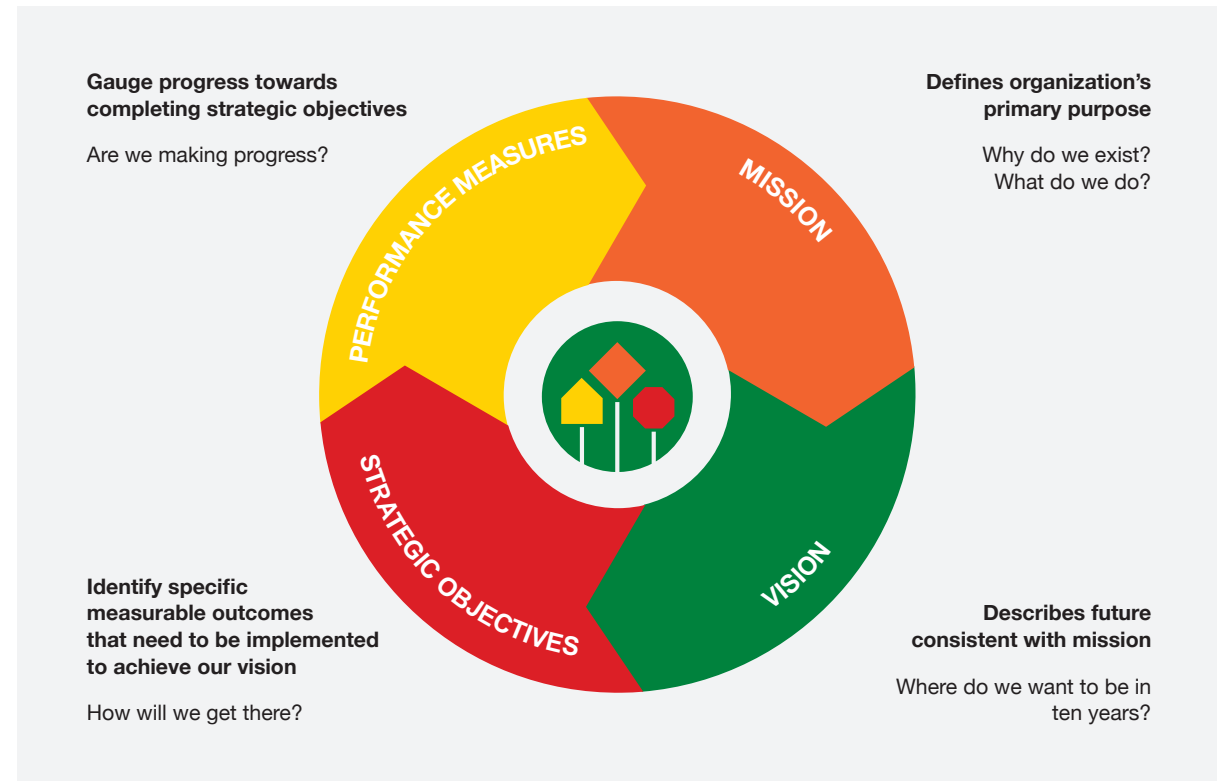 Gauge progress towards
completing strategic objectives
Are we making progress?
Defines organization’s
primary purpose
Why do we exist?
What do we do?
PERFORMANCE MEASURES
MISSION
STRATEGIC OBJECTIVES
VISION
Identify specific
measurable outcomes
that need to be implemented
to achieve our vision
How will we get there?
Describes future
consistent with mission
Where do we want to be in
ten years?